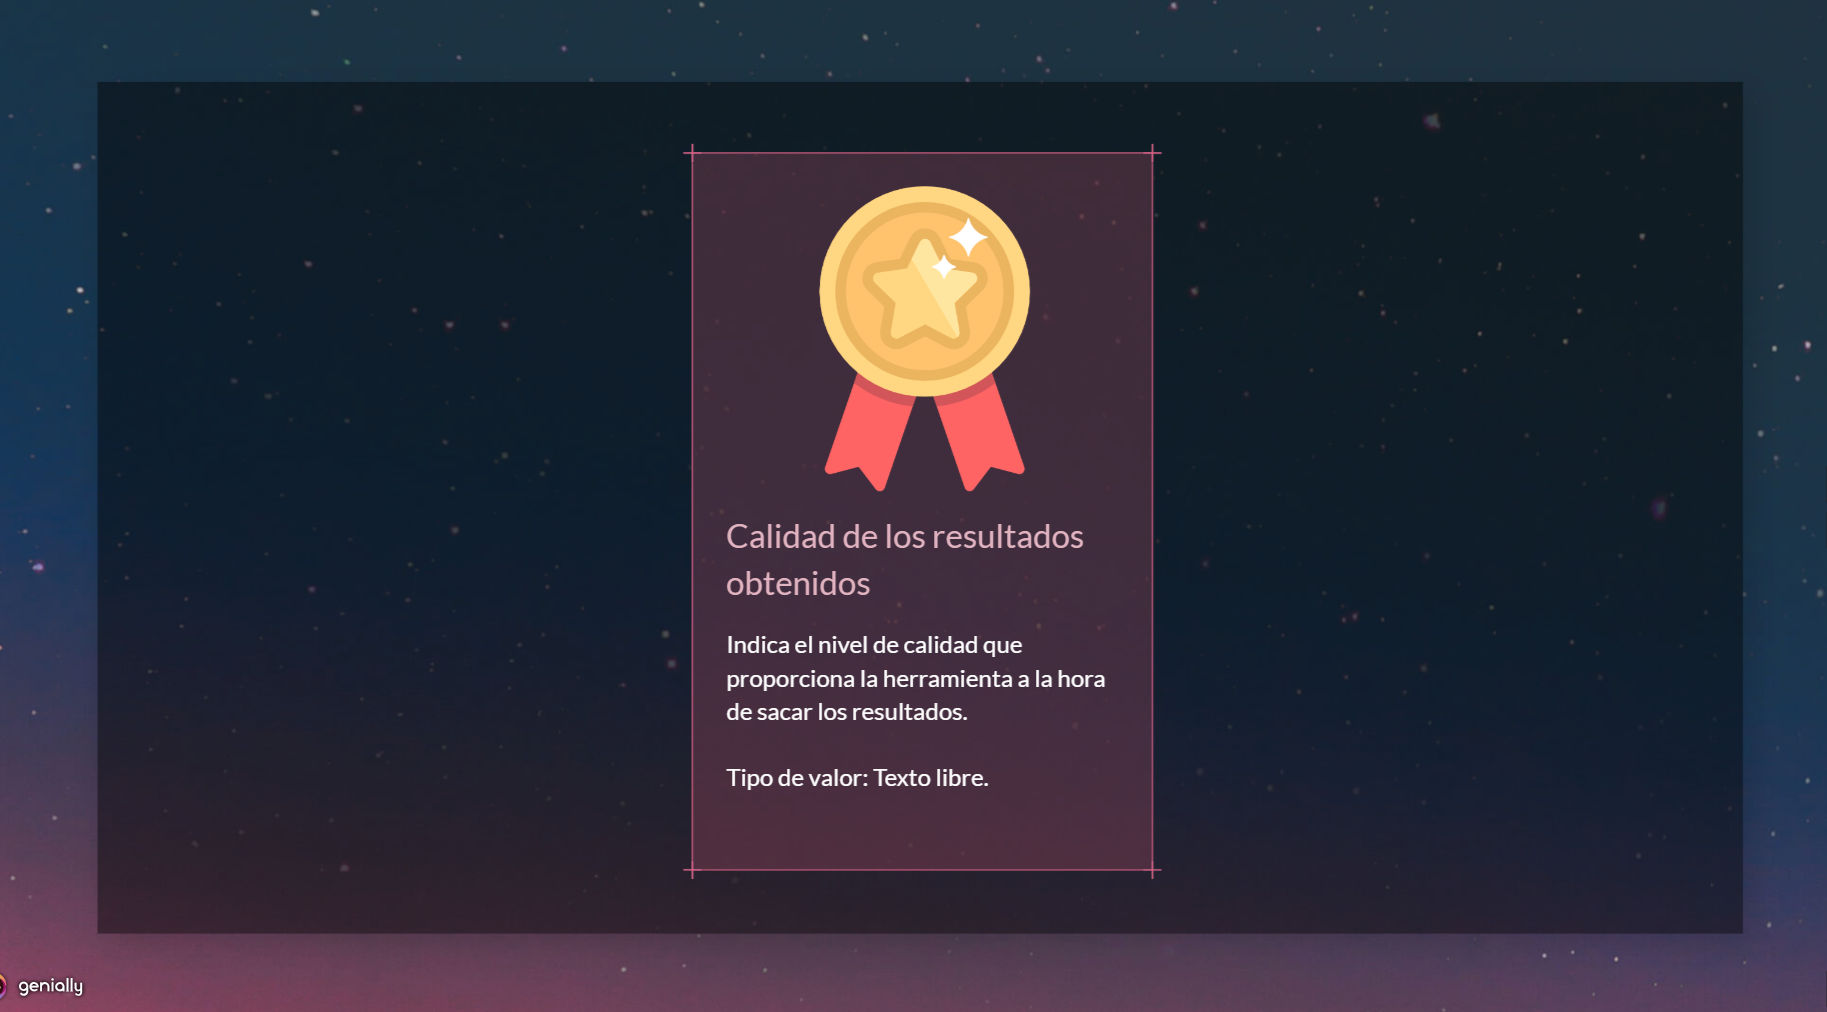 Calidad de los resultados
obtenidos
Indica el nivel de calidad que
proporciona la herramienta a la hora
de sacar los resultados.
Tipo de valor: Texto libre.
genially